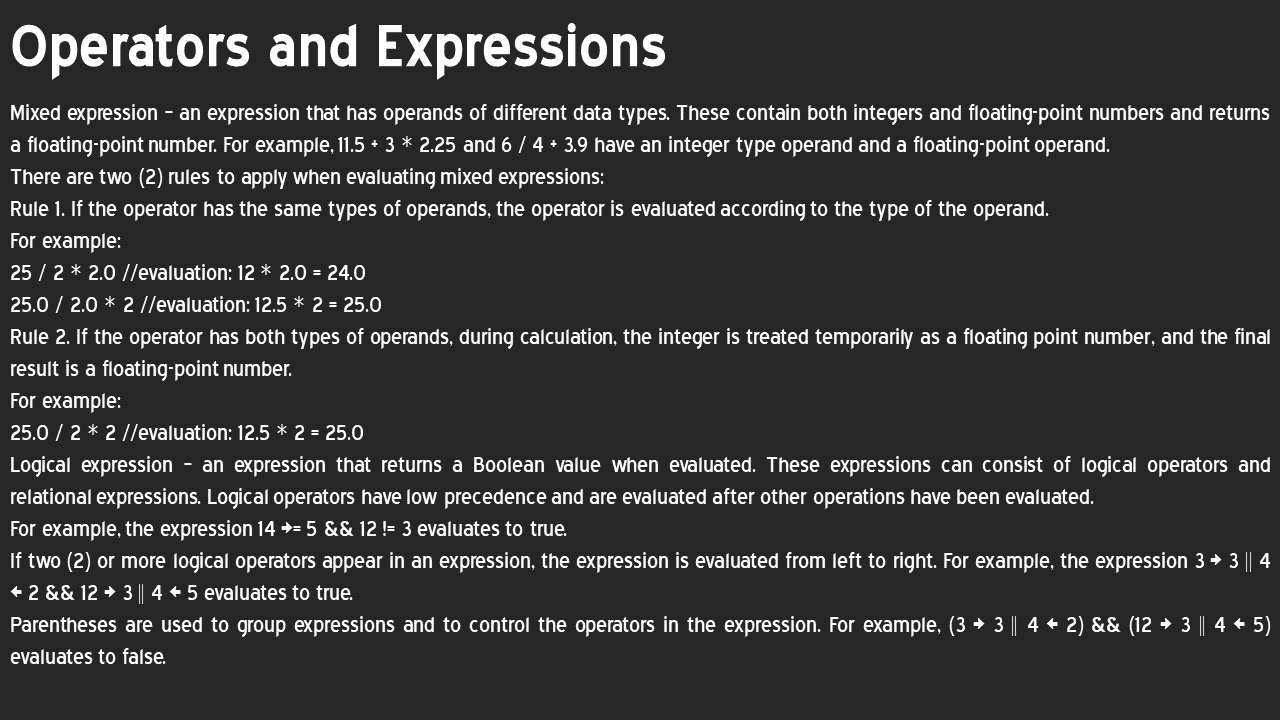 Operators and Expressions
Mixed expression – an expression that has operands of different data types. These contain both integers and floating-point numbers and returns
a floating-point number. For example, 11.5 + 3 * 2.25 and 6 / 4 + 3.9 have an integer type operand and a floating-point operand.
There are two (2) rules to apply when evaluating mixed expressions:
Rule 1. If the operator has the same types of operands, the operator is evaluated according to the type of the operand.
For example:
25 / 2 * 2.0 //evaluation: 12 * 2.0 = 24.0
25.0 / 2.0 * 2 //evaluation: 12.5 * 2 = 25.0
Rule 2. If the operator has both types of operands, during calculation, the integer is treated temporarily as a floating point number, and the final
result is a floating-point number.
For example:
25.0 / 2 * 2 //evaluation: 12.5 * 2 = 25.0
Logical expression – an expression that returns a Boolean value when evaluated. These expressions can consist of logical operators and
relational expressions. Logical operators have low precedence and are evaluated after other operations have been evaluated.
For example, the expression 14 →= 5 && 12 != 3 evaluates to true.
If two (2) or more logical operators appear in an expression, the expression is evaluated from left to right. For example, the expression 3 → 3 || 4
← 2 && 12 → 3 || 4 ← 5 evaluates to true.
Parentheses are used to group expressions and to control the operators in the expression. For example, (3 → 3 || 4 ← 2) && (12 → 3 || 4 ← 5)
evaluates to false.